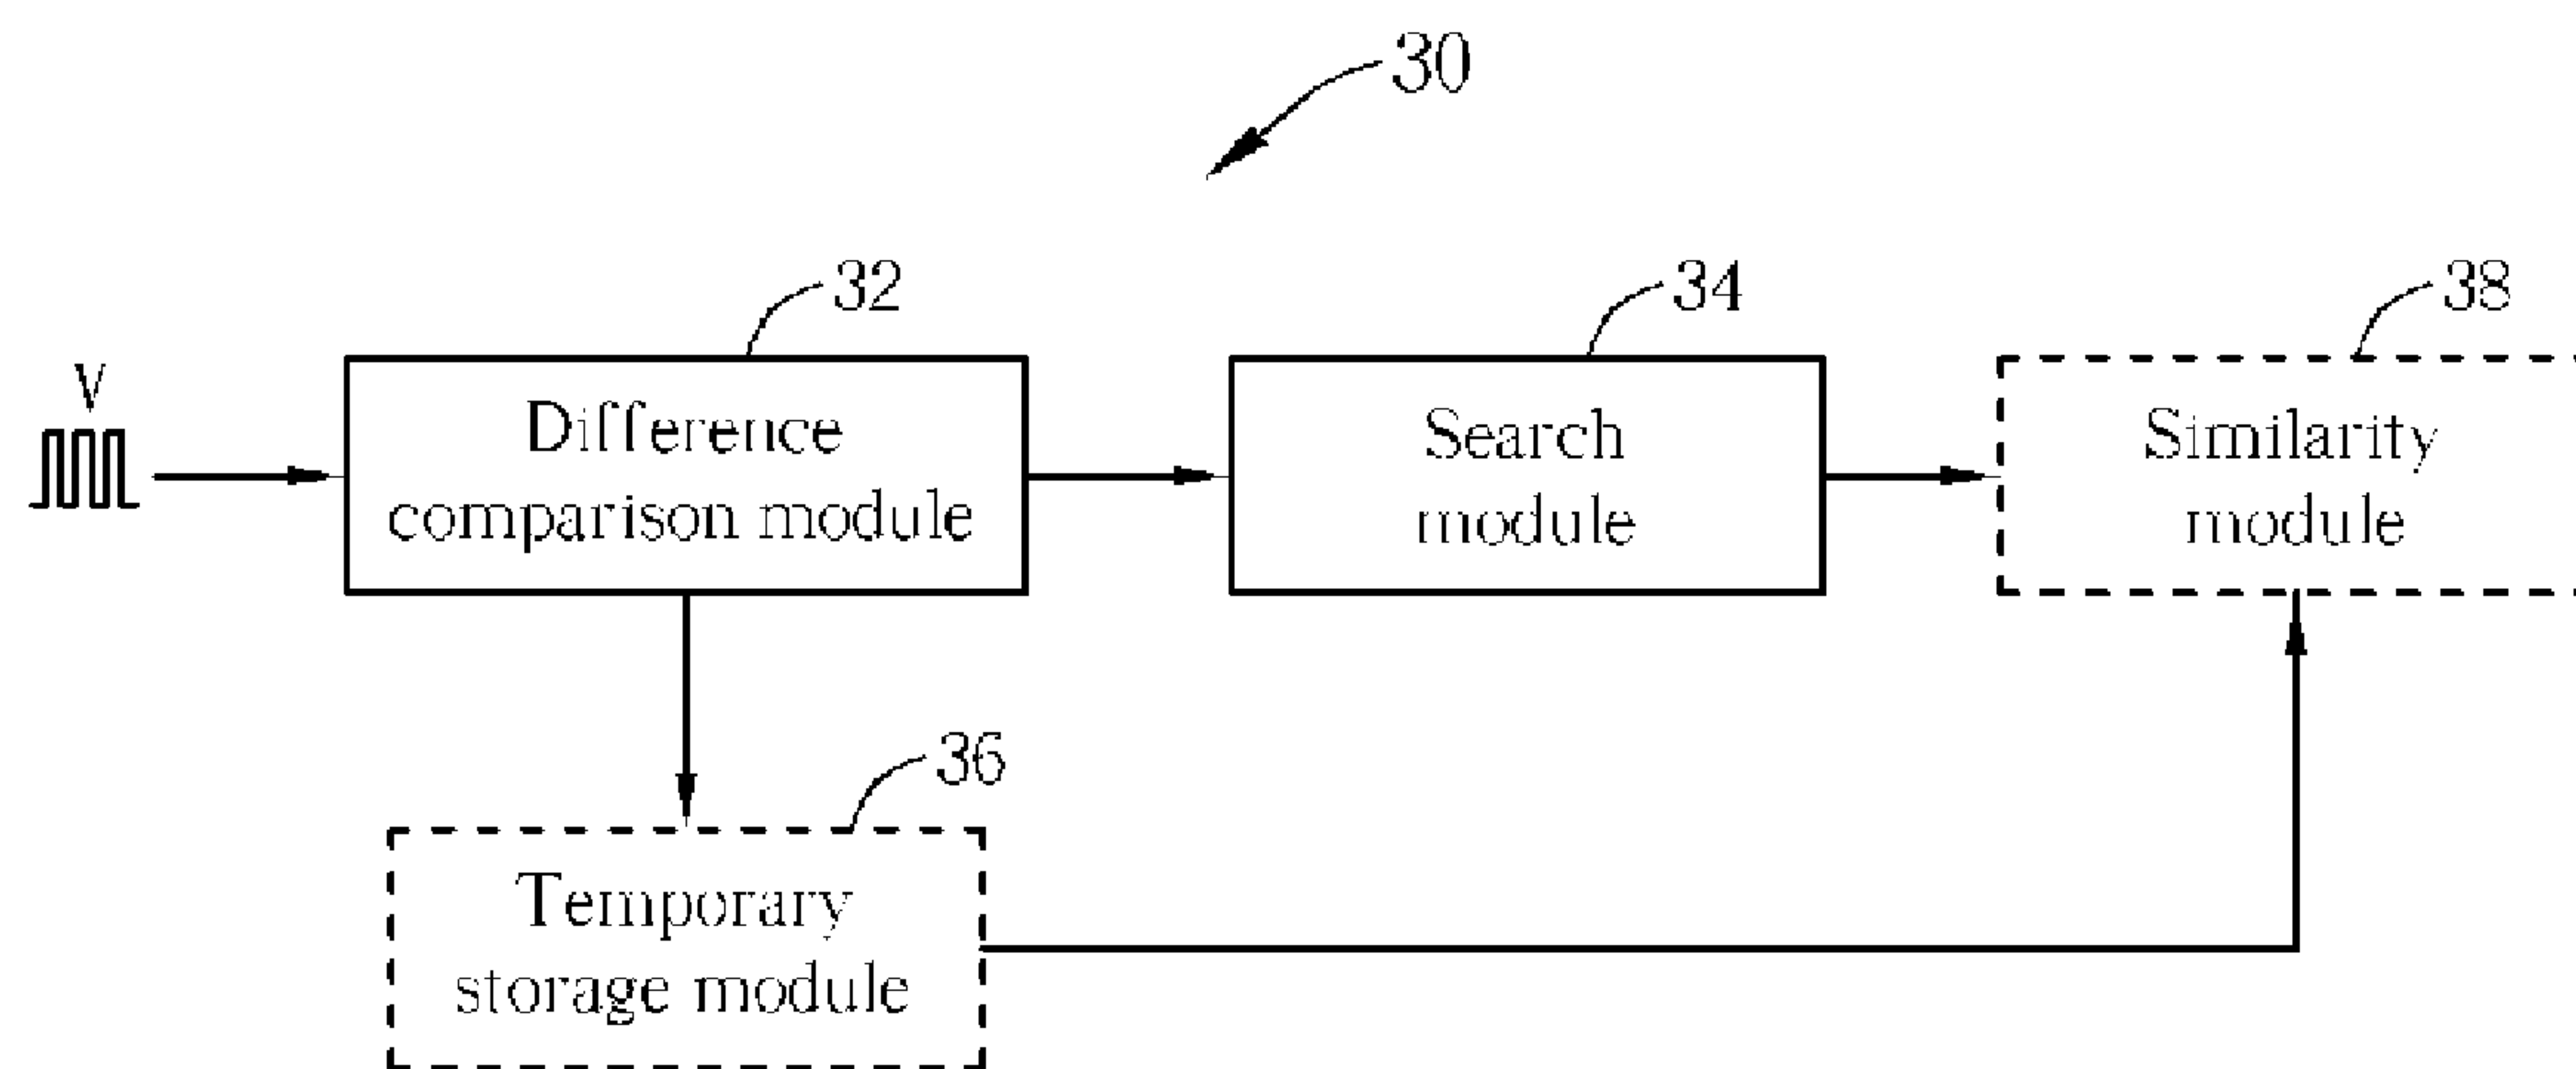 30
32
34
38
V
Difference
comparison module
Search
module
Similarity
module
36
Temporary
storage module